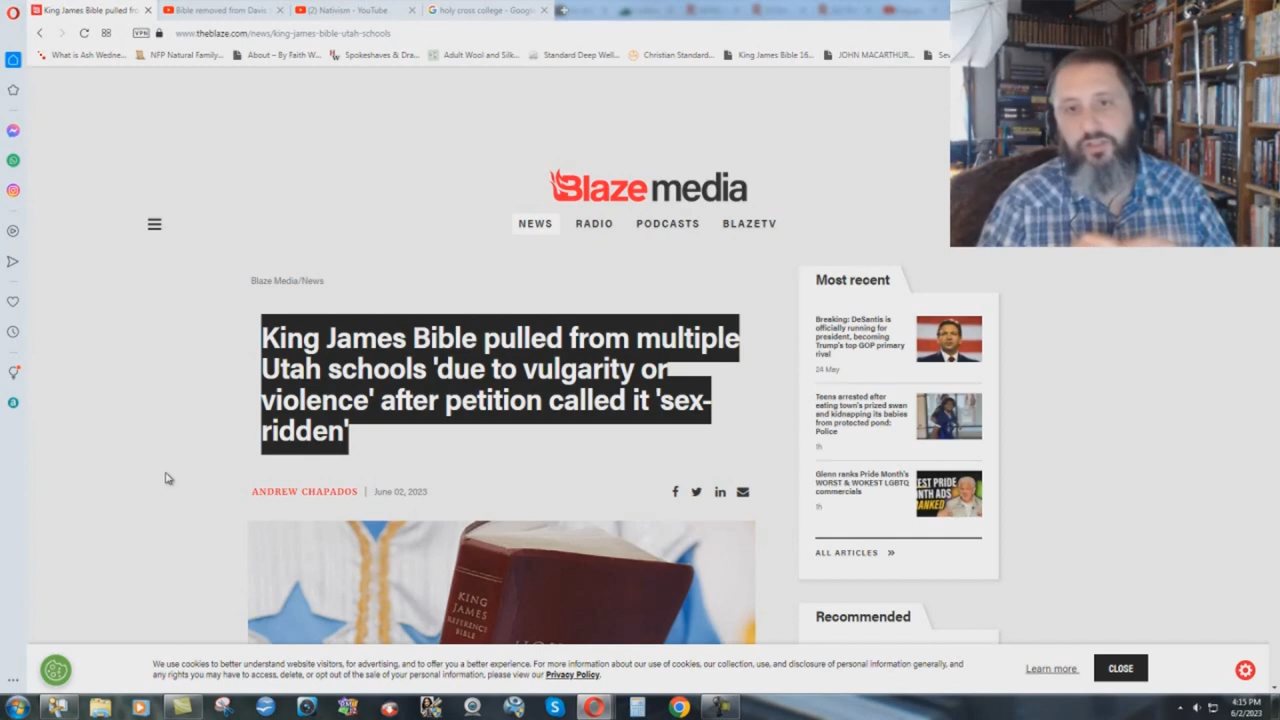 King James Bible pulled fro
Bible removed from Davis
(2) Nativism - YouTube
holy cross college - Google
VPN
www.theblaze.com/news/king-james-bible-utah-schools
What is Ash Wedne...
NFP Natural Family...
About – By Faith W...
Spokeshaves & Dra...
Adult Wool and Silk...
Standard Deep Well...
Christian Standard...
King James Bible 16...
JOHN MACARTHUR...
Blaze media
NEWS
RADIO
PODCASTS
BLAZETV
Blaze Media/News
King James Bible pulled from multiple
Utah schools 'due to vulgarity or
violence' after petition called it 'sex-
ridden'
ANDREW CHAPADOS | June 02, 2023
KING
JAMES
REFERENCE
BIBLE
Most recent
Breaking: DeSantis is
officially running for
president, becoming
Trump's top GOP primary
rival
24 May
Teens arrested after
eating town's prized swan
and kidnapping its babies
from protected pond:
Police
1h
Glenn ranks Pride Month's
WORST & WOKEST LGBTQ
commercials
1h
ALL ARTICLES »
Recommended
We use cookies to better understand website visitors, for advertising, and to offer you a better experience. For more information about our use of cookies, our collection, use, and disclosure of personal information generally, and
any rights you may have to access, delete, or opt out of the sale of your personal information, please view our Privacy Policy.
Learn more
CLOSE
4:15 PM
6/2/2023